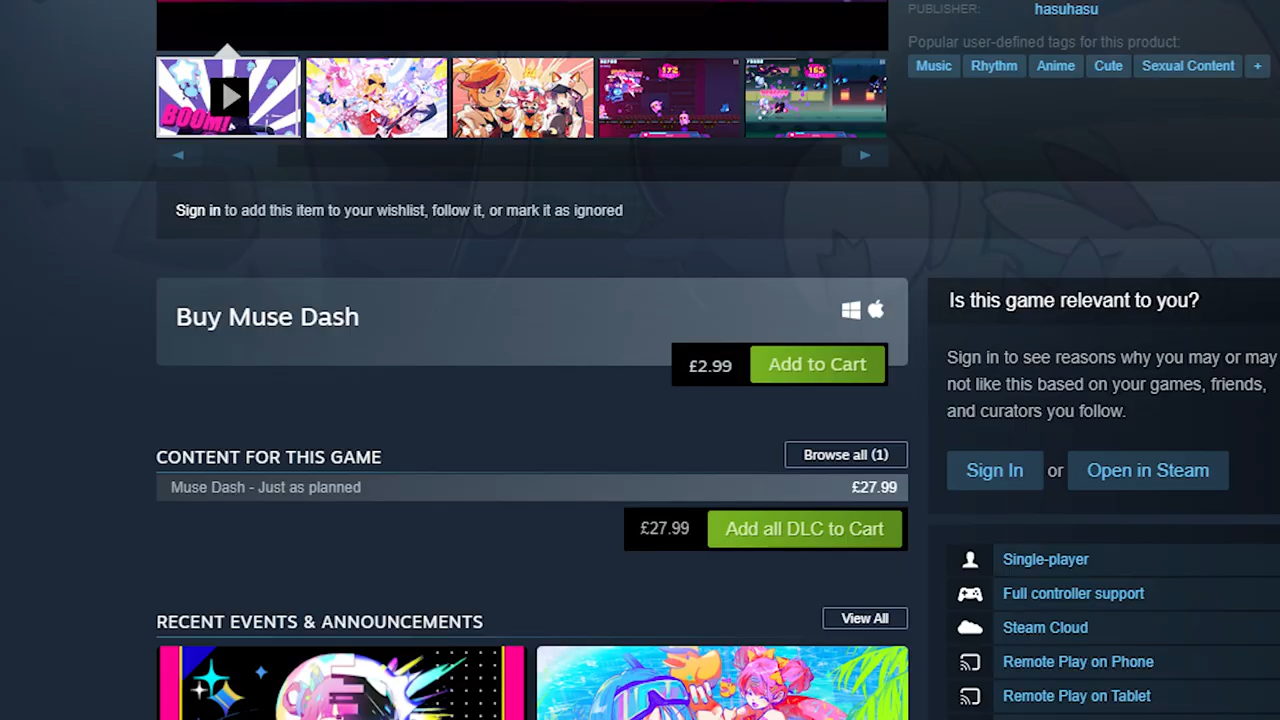 PUBLISHER: hasuhasu
Popular user-defined tags for this product:
Music Rhythm Anime Cute Sexual Content +
BOOM!
172
163
Sign in to add this item to your wishlist, follow it, or mark it as ignored
Buy Muse Dash
£2.99 Add to Cart
Is this game relevant to you?
Sign in to see reasons why you may or may
not like this based on your games, friends,
and curators you follow.
Sign In or Open in Steam
CONTENT FOR THIS GAME Browse all (1)
Muse Dash - Just as planned £27.99
£27.99 Add all DLC to Cart
Single-player
Full controller support
Steam Cloud
Remote Play on Phone
Remote Play on Tablet
RECENT EVENTS & ANNOUNCEMENTS View All